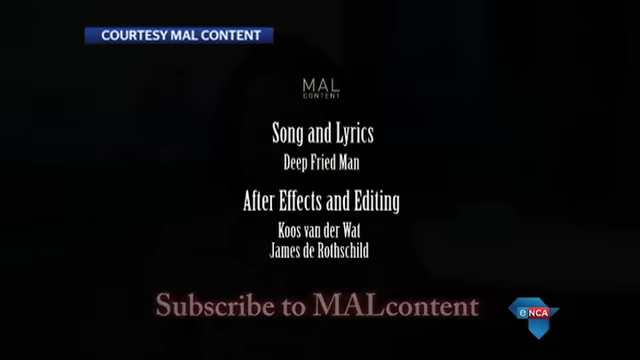 COURTESY MAL CONTENT
MAL
CONTENT
Song and Lyrics
Deep Fried Man
After Effects and Editing
Koos van der Wat
James de Rothschild
Subscribe to MALcontent
eNCA